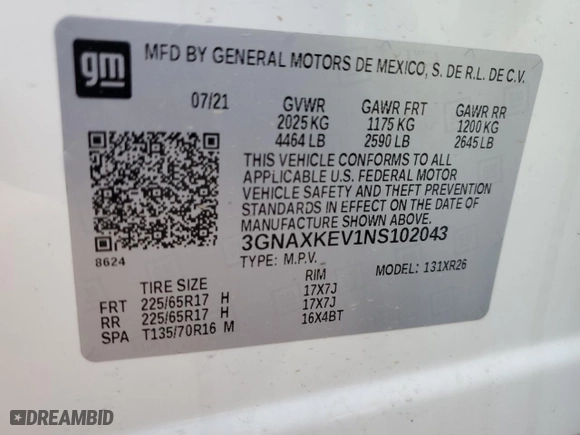 gm
MFD BY GENERAL MOTORS DE MEXICO, S. DE R.L. DE C.V.
07/21 GVWR GAWR FRT GAWR RR
2025 KG 1175 KG 1200 KG
4464 LB 2590 LB 2645 LB
THIS VEHICLE CONFORMS TO ALL
APPLICABLE U.S. FEDERAL MOTOR
VEHICLE SAFETY AND THEFT PREVENTION
STANDARDS IN EFFECT ON THE DATE OF
MANUFACTURE SHOWN ABOVE.
3GNAXKEV1NS102043
8624 TYPE: M.P.V. MODEL: 131XR26
TIRE SIZE RIM
FRT 225/65R17 H 17X7J
RR 225/65R17 H 17X7J
SPA T135/70R16 M 16X4BT
DREAMBID